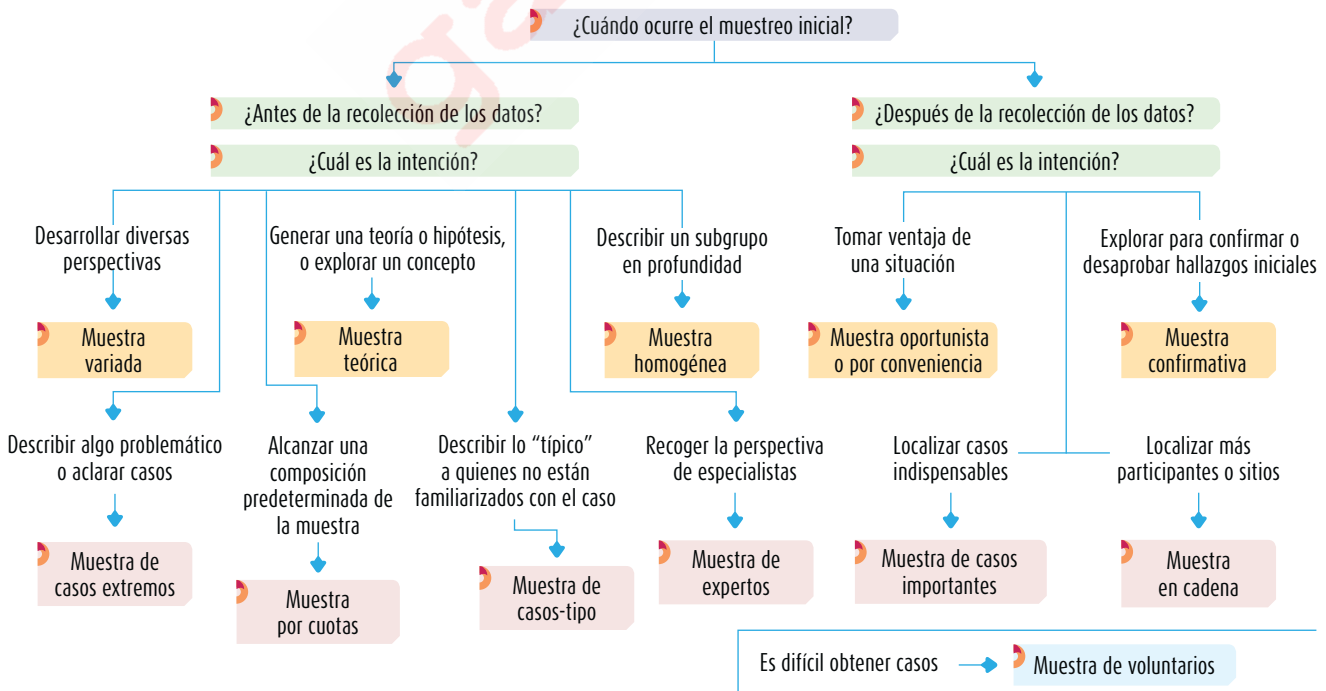 ¿Cuándo ocurre el muestreo inicial?
¿Antes de la recolección de los datos?
¿Cuál es la intención?
¿Después de la recolección de los datos?
¿Cuál es la intención?
Desarrollar diversas
perspectivas
Generar una teoría o hipótesis,
o explorar un concepto
Describir un subgrupo
en profundidad
Tomar ventaja de
una situación
Explorar para confirmar o
desaprobar hallazgos iniciales
Muestra
variada
Muestra
teórica
Muestra
homogénea
Muestra oportunista
o por conveniencia
Muestra
confirmativa
Describir algo problemático
o aclarar casos
Alcanzar una
composición
predeterminada de
la muestra
Describir lo “típico”
a quienes no están
familiarizados con el caso
Recoger la perspectiva
de especialistas
Localizar casos
indispensables
Localizar más
participantes o sitios
Muestra de
casos extremos
Muestra
por cuotas
Muestra de
casos-tipo
Muestra de
expertos
Muestra de casos
importantes
Muestra
en cadena
Es difícil obtener casos
Muestra de voluntarios